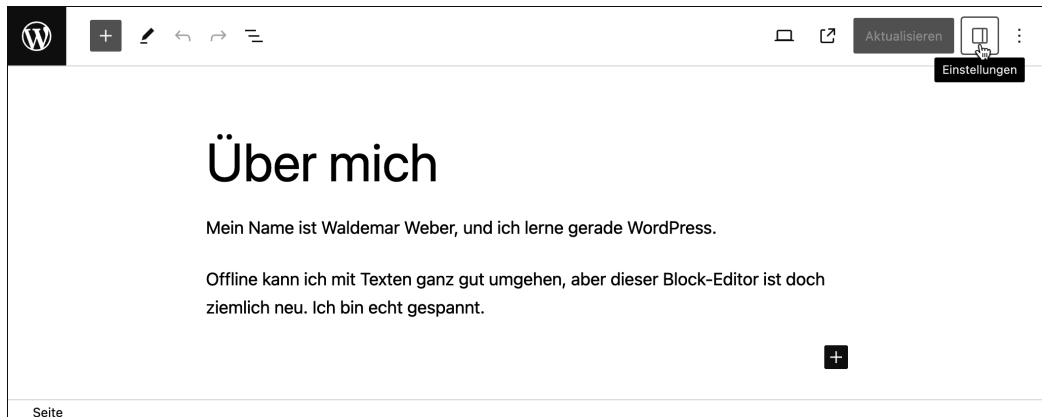 Aktualisieren
Einstellungen
Über mich
Mein Name ist Waldemar Weber, und ich lerne gerade WordPress.
Offline kann ich mit Texten ganz gut umgehen, aber dieser Block-Editor ist doch
ziemlich neu. Ich bin echt gespannt.
Seite